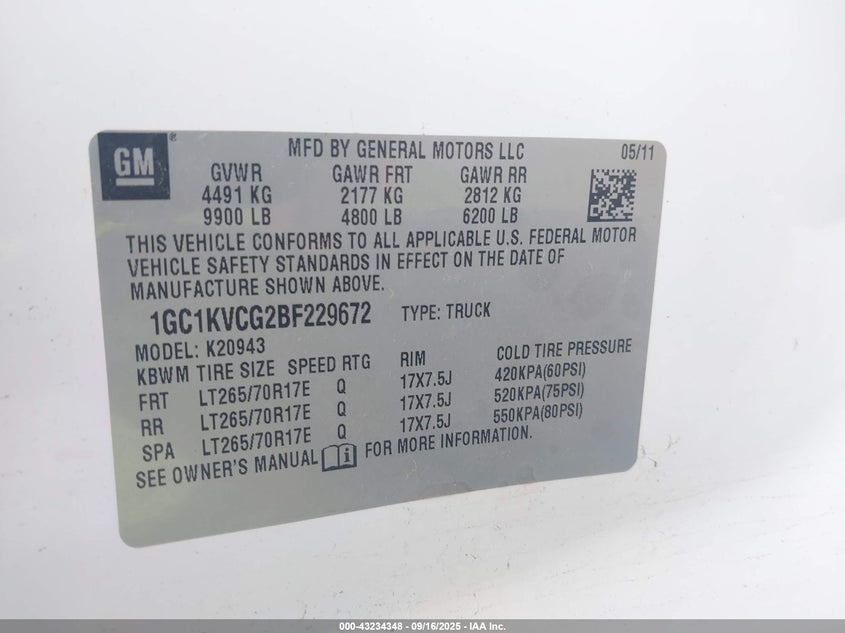 GM ®
MFD BY GENERAL MOTORS LLC 05/11
GVWR GAWR FRT GAWR RR
4491 KG 2177 KG 2812 KG
9900 LB 4800 LB 6200 LB
THIS VEHICLE CONFORMS TO ALL APPLICABLE U.S. FEDERAL MOTOR
VEHICLE SAFETY STANDARDS IN EFFECT ON THE DATE OF
MANUFACTURE SHOWN ABOVE.
1GC1KVCG2BF229672 TYPE: TRUCK
MODEL: K20943
KBWM TIRE SIZE SPEED RTG RIM COLD TIRE PRESSURE
FRT LT265/70R17E Q 17X7.5J 420KPA(60PSI)
RR LT265/70R17E Q 17X7.5J 520KPA(75PSI)
SPA LT265/70R17E Q 17X7.5J 550KPA(80PSI)
SEE OWNER'S MANUAL i FOR MORE INFORMATION.
000-43234348 - 09/16/2025 - IAA Inc.